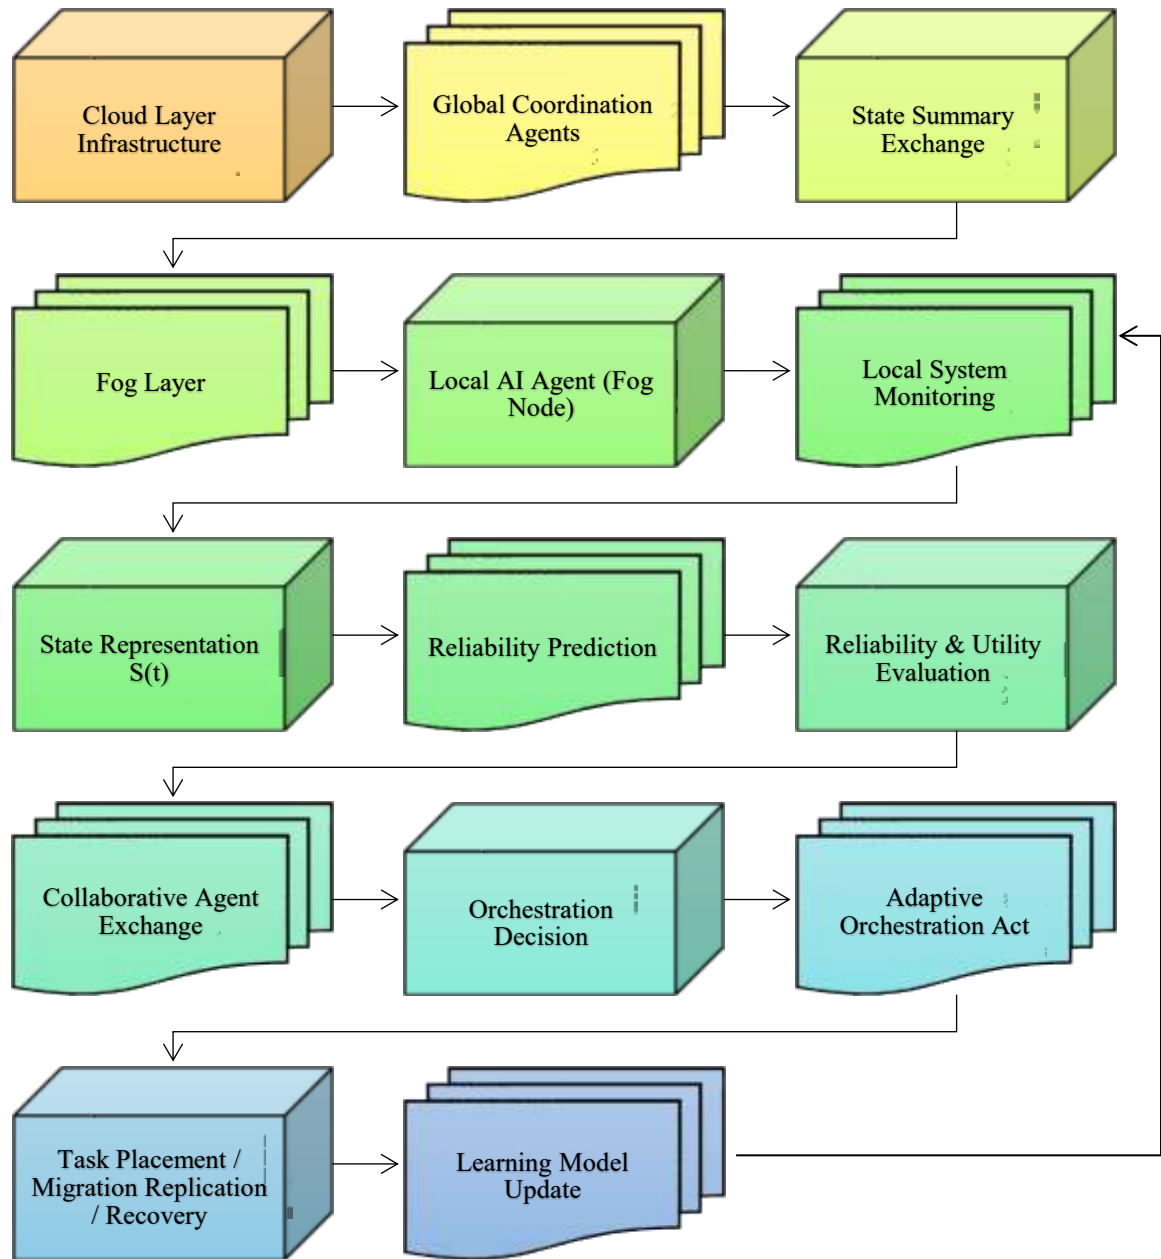 Cloud Layer
Infrastructure
Global Coordination
Agents
State Summary
Exchange
Fog Layer
Local AI Agent (Fog
Node)
Local System
Monitoring
State Representation
S(t)
Reliability Prediction
Reliability & Utility
Evaluation
Collaborative Agent
Exchange
Orchestration
Decision
Adaptive
Orchestration Act
Task Placement /
Migration Replication
/ Recovery
Learning Model
Update